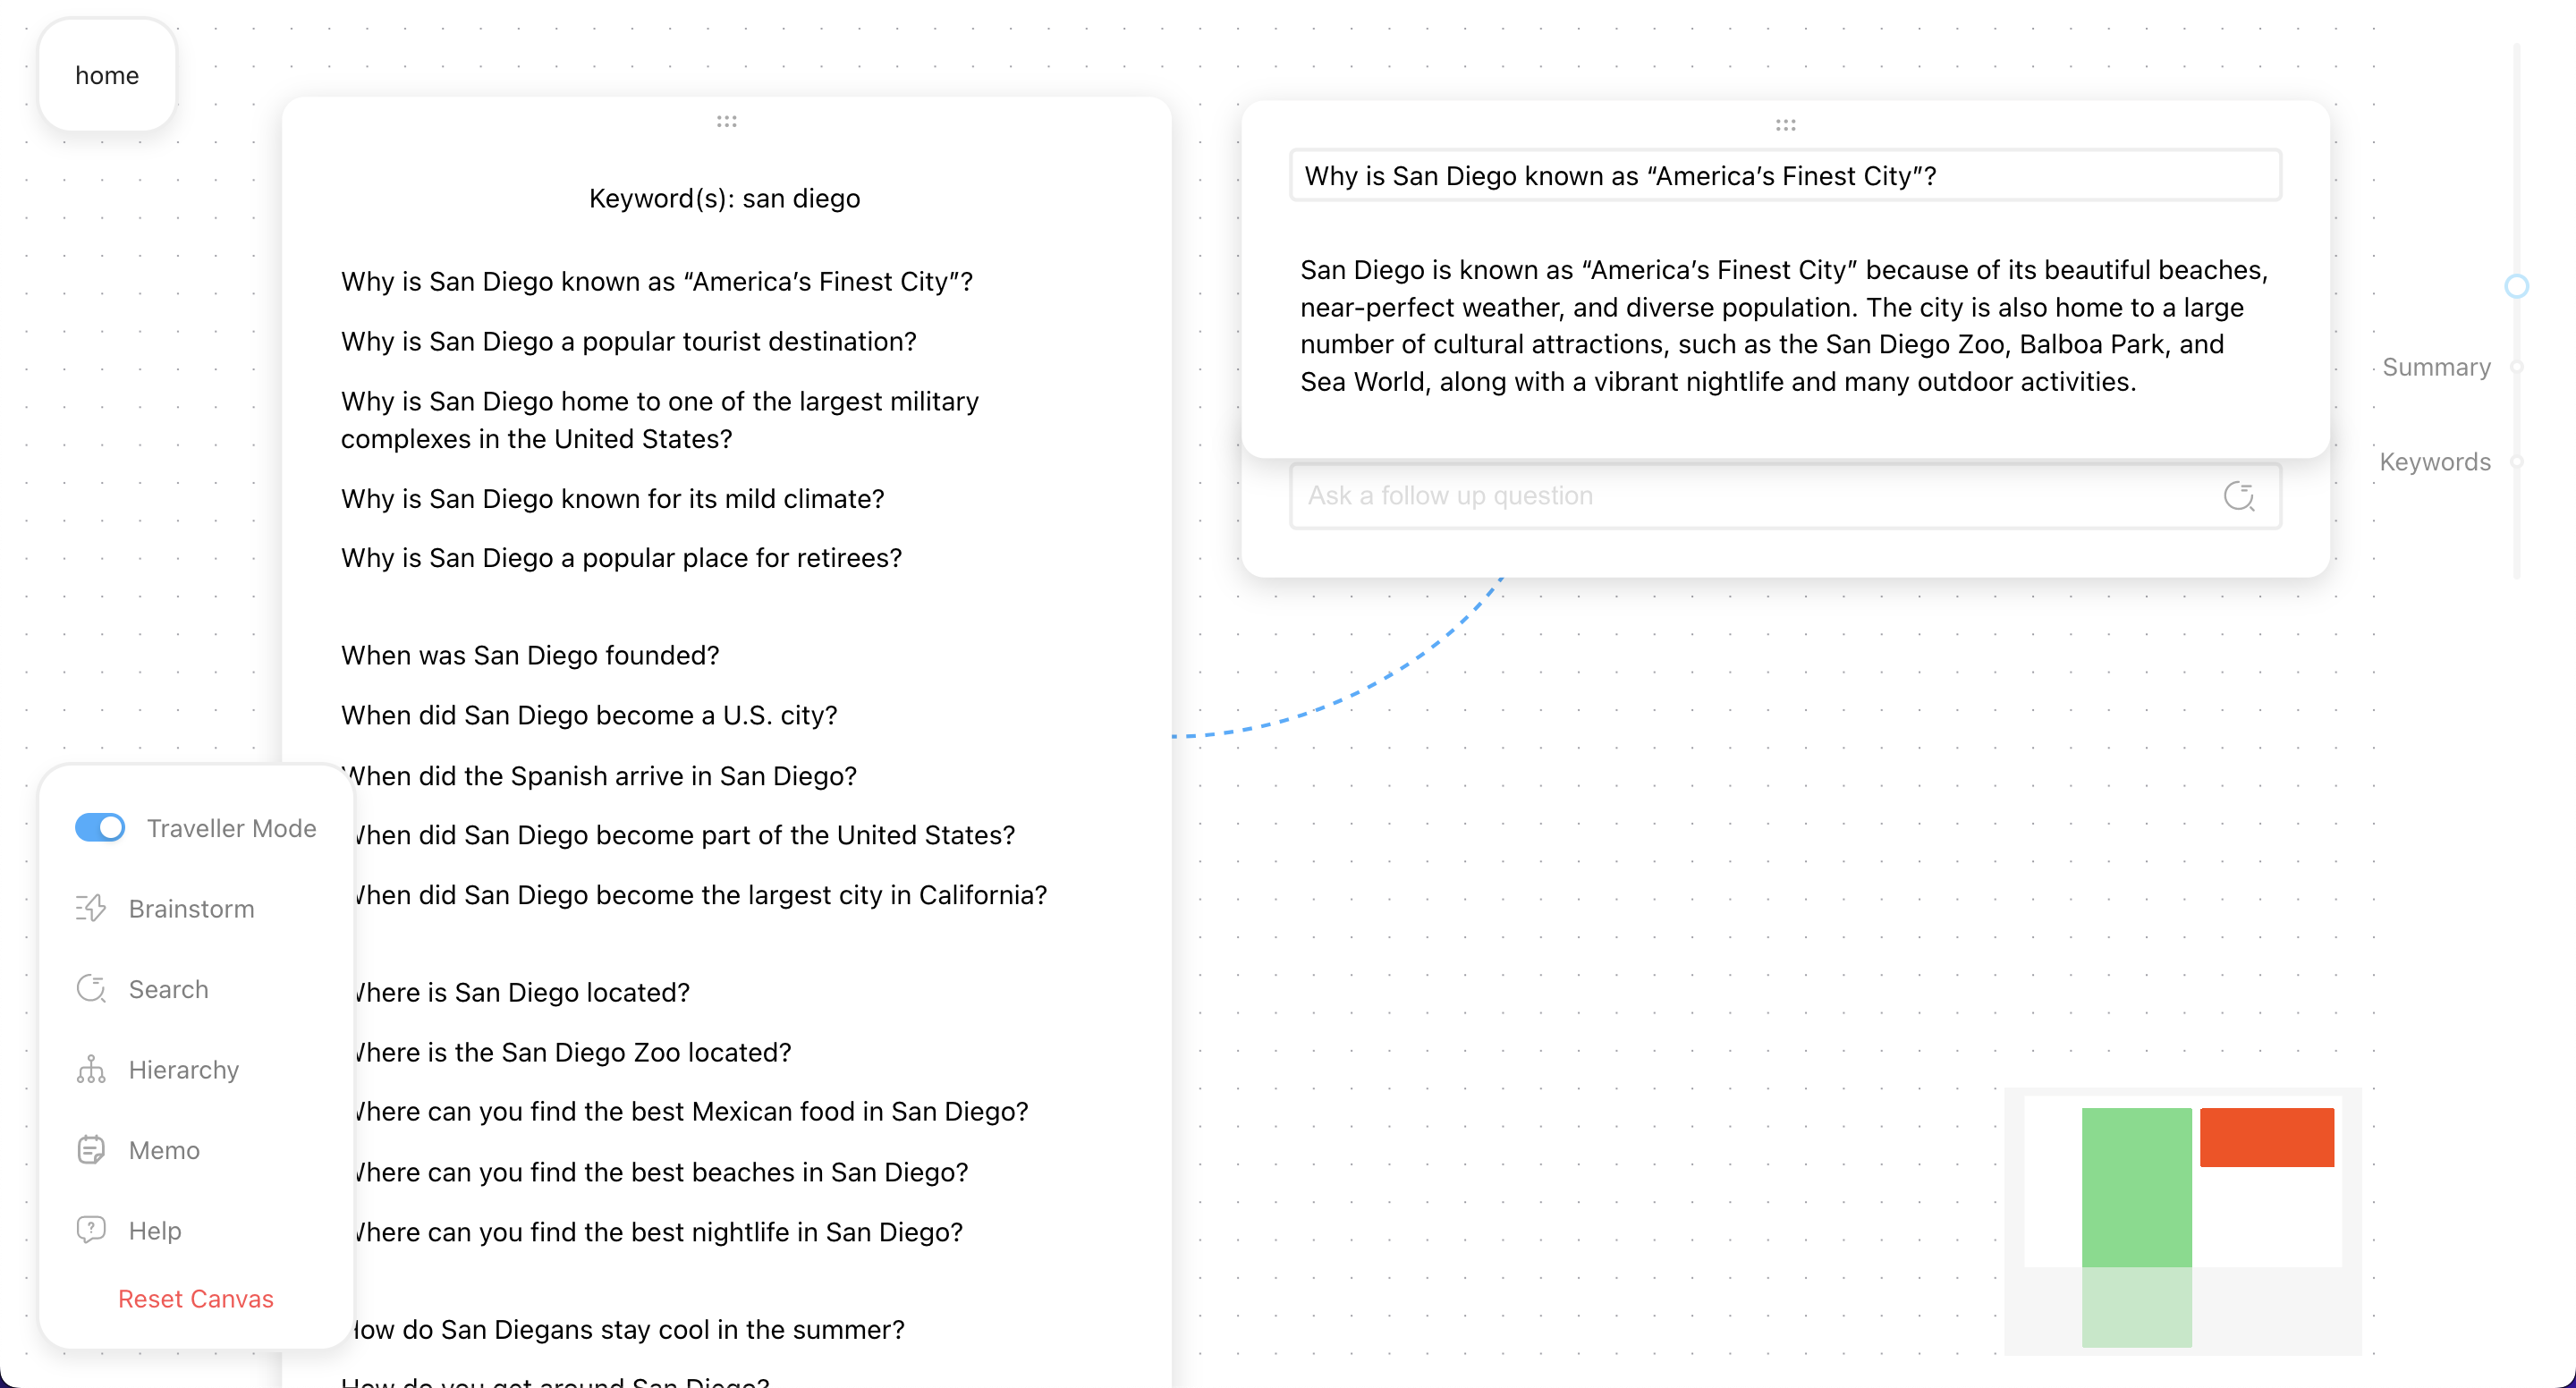 home
Keyword(s): san diego
Why is San Diego known as “America’s Finest City”?
Why is San Diego a popular tourist destination?
Why is San Diego home to one of the largest military
complexes in the United States?
Why is San Diego known for its mild climate?
Why is San Diego a popular place for retirees?
When was San Diego founded?
When did San Diego become a U.S. city?
When did the Spanish arrive in San Diego?
When did San Diego become part of the United States?
When did San Diego become the largest city in California?
Where is San Diego located?
Where is the San Diego Zoo located?
Where can you find the best Mexican food in San Diego?
Where can you find the best beaches in San Diego?
Where can you find the best nightlife in San Diego?
How do San Diegans stay cool in the summer?
How do you get around San Diego?
Why is San Diego known as “America’s Finest City”?
San Diego is known as “America’s Finest City” because of its beautiful beaches,
near-perfect weather, and diverse population. The city is also home to a large
number of cultural attractions, such as the San Diego Zoo, Balboa Park, and
Sea World, along with a vibrant nightlife and many outdoor activities.
Ask a follow up question
Summary
Keywords
Traveller Mode
Brainstorm
Search
Hierarchy
Memo
Help
Reset Canvas